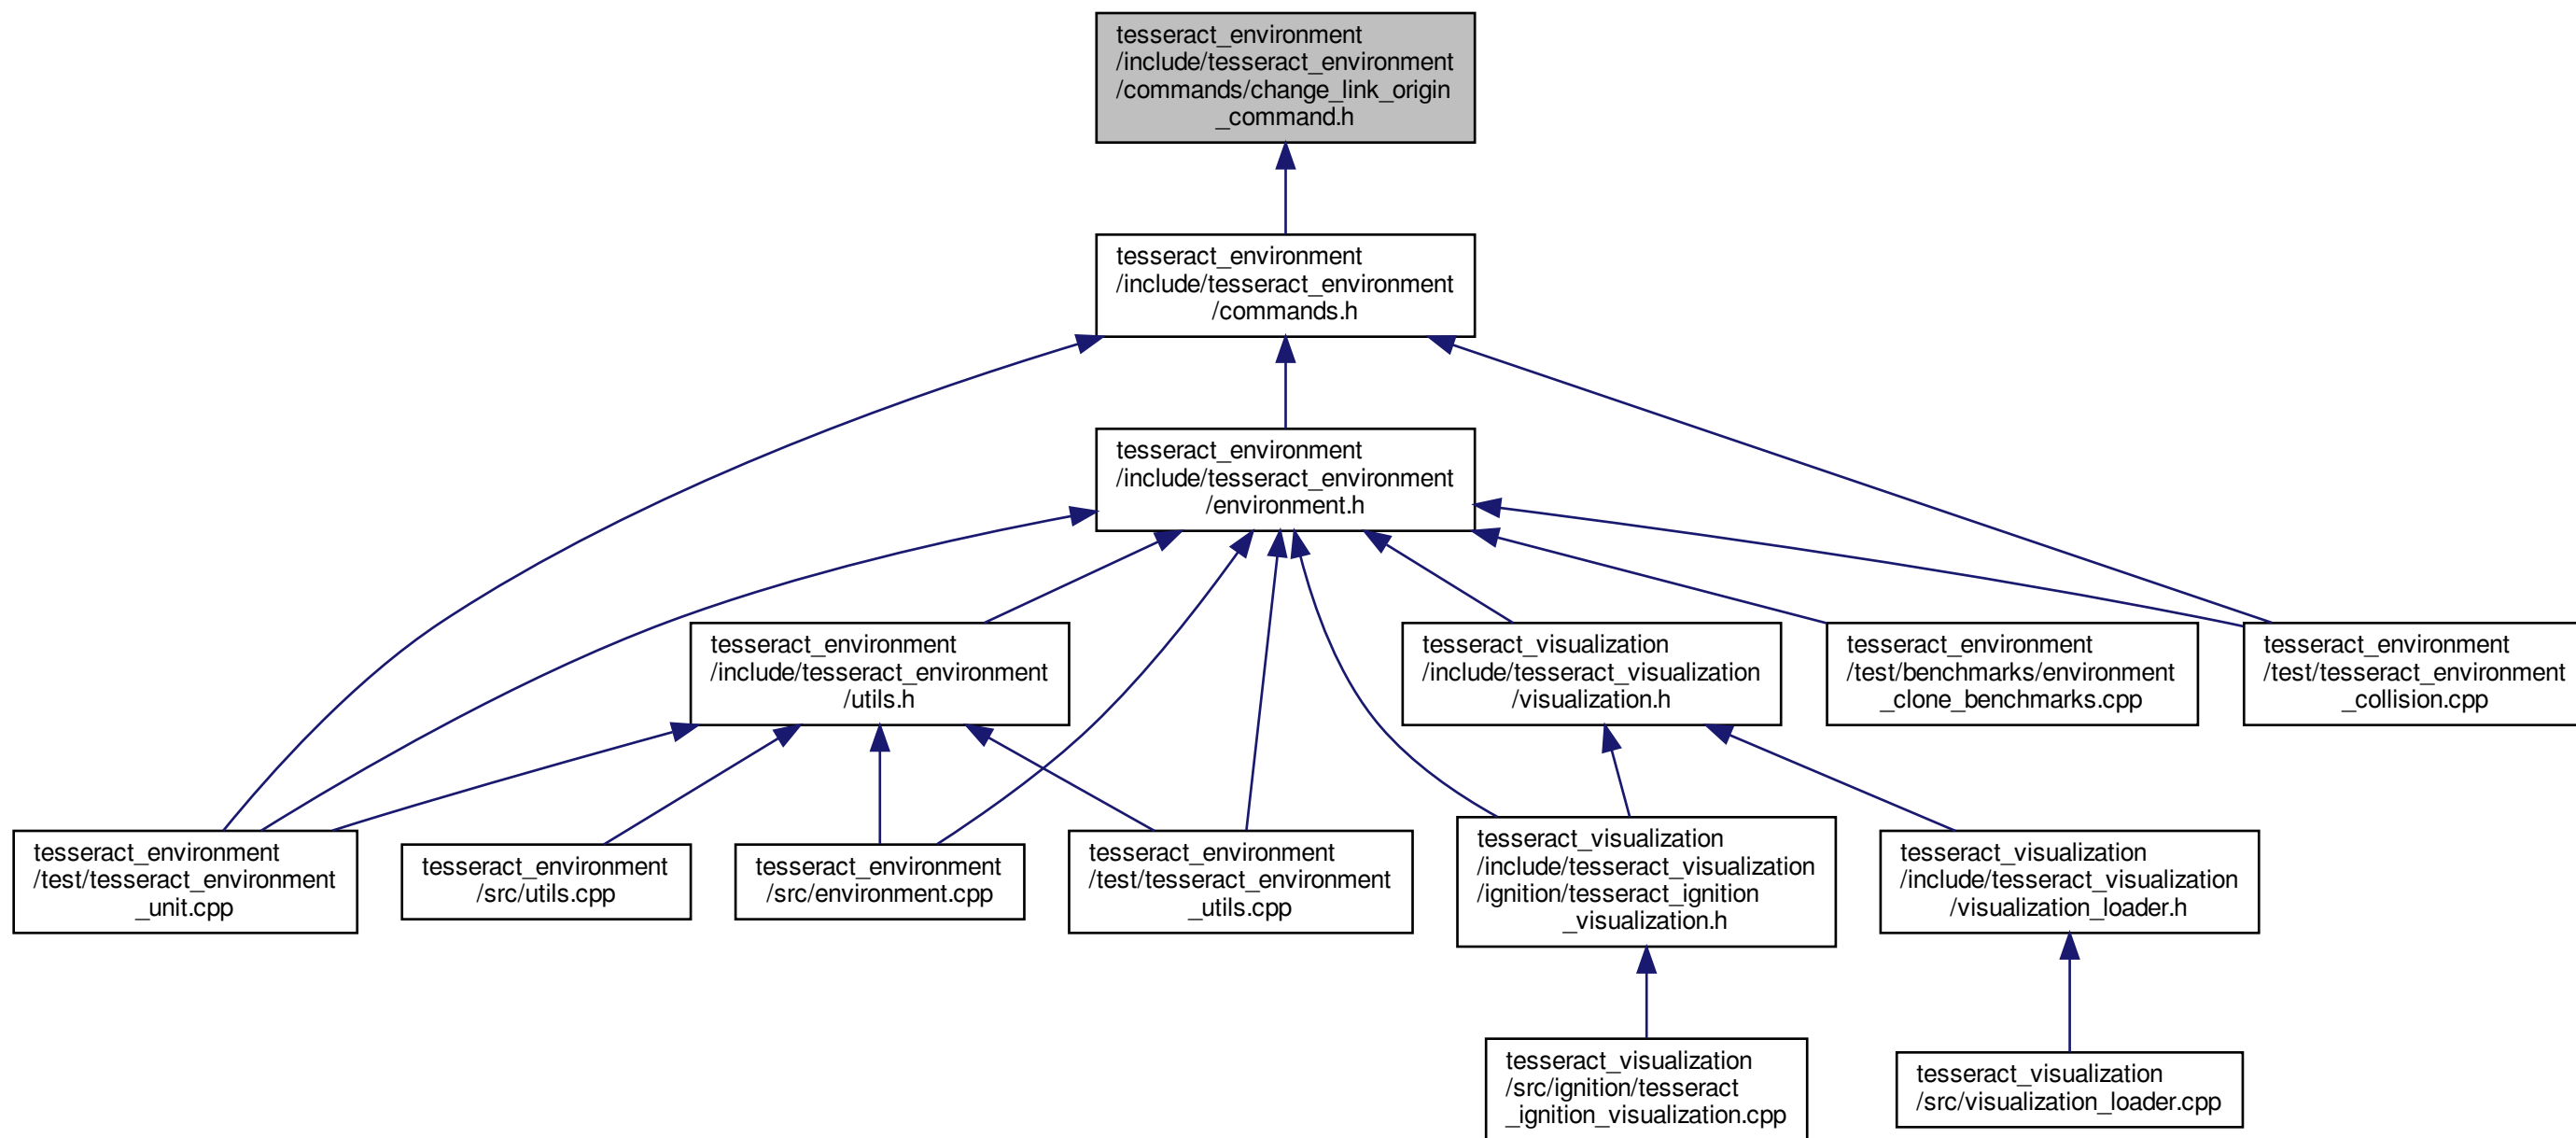 tesseract_environment
/include/tesseract_environment
/commands/change_link_origin
_command.h
tesseract_environment
/include/tesseract_environment
/commands.h
tesseract_environment
/include/tesseract_environment
/environment.h
tesseract_environment
/include/tesseract_environment
/utils.h
tesseract_visualization
/include/tesseract_visualization
/visualization.h
tesseract_environment
/test/benchmarks/environment
_clone_benchmarks.cpp
tesseract_environment
/test/tesseract_environment
_collision.cpp
tesseract_environment
/test/tesseract_environment
_unit.cpp
tesseract_environment
/src/utils.cpp
tesseract_environment
/src/environment.cpp
tesseract_environment
/test/tesseract_environment
_utils.cpp
tesseract_visualization
/include/tesseract_visualization
/ignition/tesseract_ignition
_visualization.h
tesseract_visualization
/include/tesseract_visualization
/visualization_loader.h
tesseract_visualization
/src/ignition/tesseract
_ignition_visualization.cpp
tesseract_visualization
/src/visualization_loader.cpp